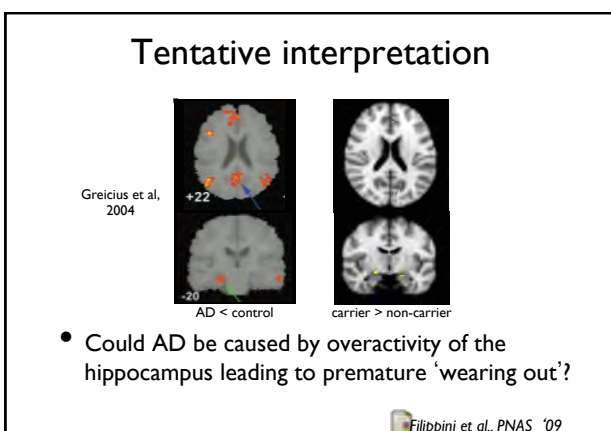 Tentative interpretation
Greicius et al,
2004
+22
-20
AD < control
carrier > non-carrier
• Could AD be caused by overactivity of the
hippocampus leading to premature ‘wearing out’?
Filippini et al., PNAS ‘09